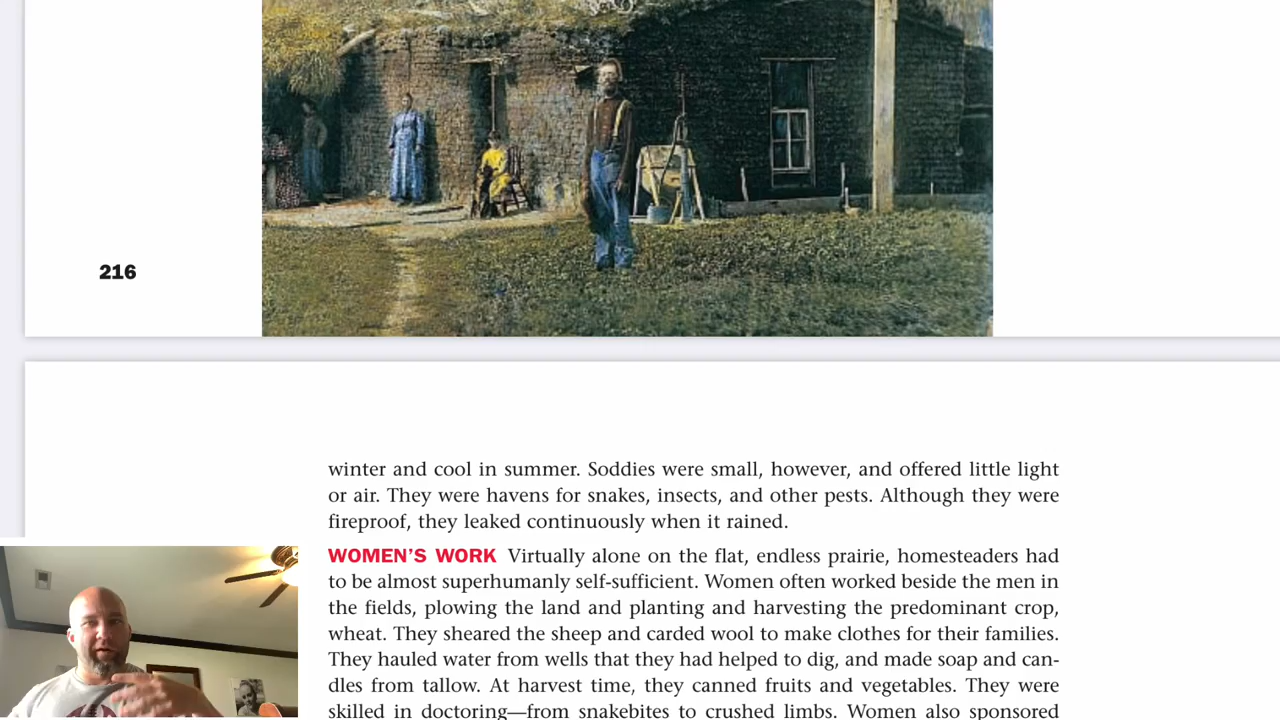 216
winter and cool in summer. Soddies were small, however, and offered little light
or air. They were havens for snakes, insects, and other pests. Although they were
fireproof, they leaked continuously when it rained.
WOMEN'S WORK Virtually alone on the flat, endless prairie, homesteaders had
to be almost superhumanly self-sufficient. Women often worked beside the men in
the fields, plowing the land and planting and harvesting the predominant crop,
wheat. They sheared the sheep and carded wool to make clothes for their families.
They hauled water from wells that they had helped to dig, and made soap and can-
dles from tallow. At harvest time, they canned fruits and vegetables. They were
skilled in doctoring—from snakebites to crushed limbs. Women also sponsored